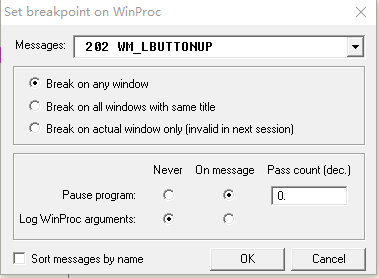 Set breakpoint on WinProc
Messages: 202 WM_LBUTTONUP
Break on any window
Break on all windows with same title
Break on actual window only (invalid in next session)
Never On message Pass count (dec.)
Pause program: 0.
Log WinProc arguments:
Sort messages by name OK Cancel